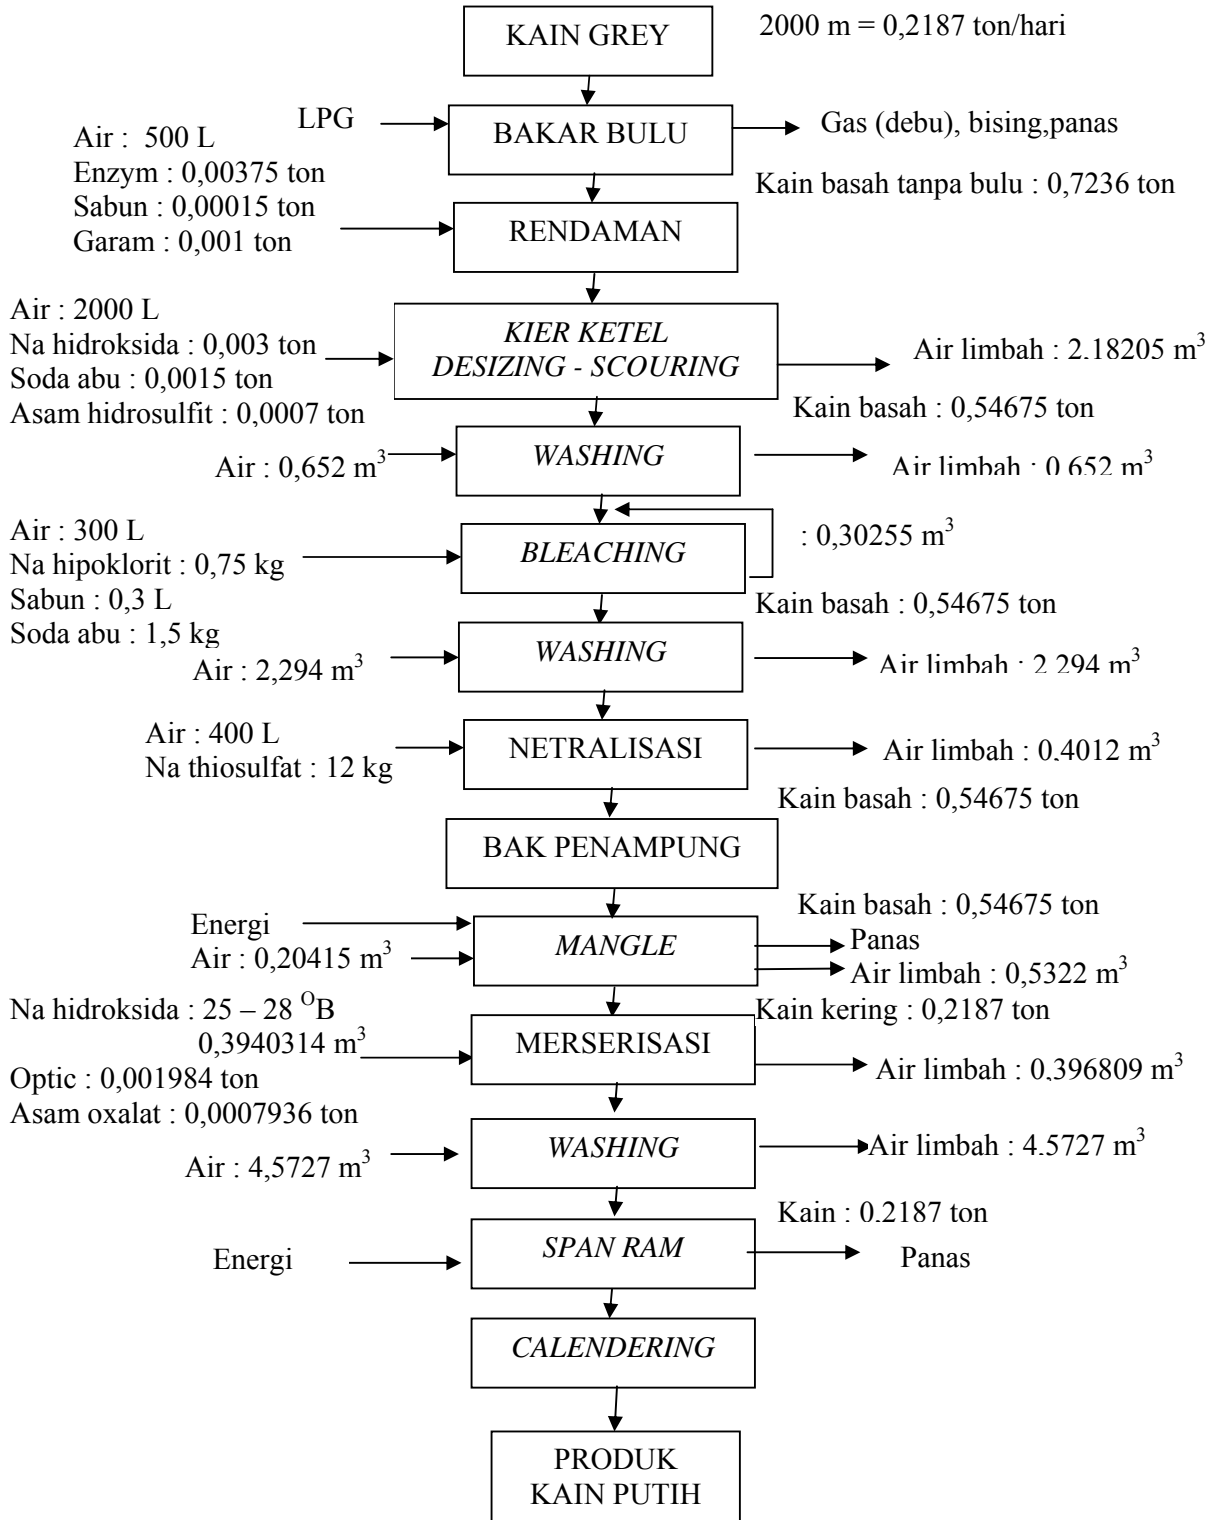 KAIN GREY
2000 m = 0,2187 ton/hari
LPG
BAKAR BULU
Gas (debu), bising,panas
Air : 500 L
Enzym : 0,00375 ton
Sabun : 0,00015 ton
Garam : 0,001 ton
Kain basah tanpa bulu : 0,7236 ton
RENDAMAN
Air : 2000 L
Na hidroksida : 0,003 ton
Soda abu : 0,0015 ton
Asam hidrosulfit : 0,0007 ton
KIER KETEL
DESIZING - SCOURING
Air limbah : 2,18205 m³
Kain basah : 0,54675 ton
Air : 0,652 m³
WASHING
Air limbah : 0,652 m³
Air : 300 L
Na hipoklorit : 0,75 kg
Sabun : 0,3 L
Soda abu : 1,5 kg
BLEACHING
: 0,30255 m³
Kain basah : 0,54675 ton
Air : 2,294 m³
WASHING
Air limbah : 2,294 m³
Air : 400 L
Na thiosulfat : 12 kg
NETRALISASI
Air limbah : 0,4012 m³
Kain basah : 0,54675 ton
BAK PENAMPUNG
Kain basah : 0,54675 ton
Energi
Air : 0,20415 m³
MANGLE
Panas
Air limbah : 0,5322 m³
Kain kering : 0,2187 ton
Na hidroksida : 25 – 28 ᴼB
0,3940314 m³
Optic : 0,001984 ton
Asam oxalat : 0,0007936 ton
MERSERISASI
Air limbah : 0,396809 m³
Air : 4,5727 m³
WASHING
Air limbah : 4,5727 m³
Kain : 0,2187 ton
Energi
SPAN RAM
Panas
CALENDERING
PRODUK
KAIN PUTIH